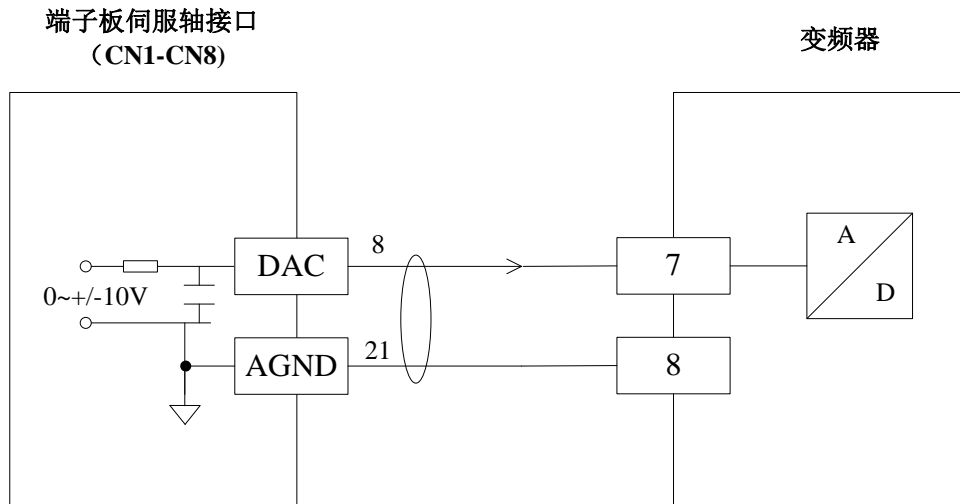 端子板伺服轴接口
（CN1-CN8)
变频器
0~+/-10V
DAC
8
7
A
D
AGND
21
8